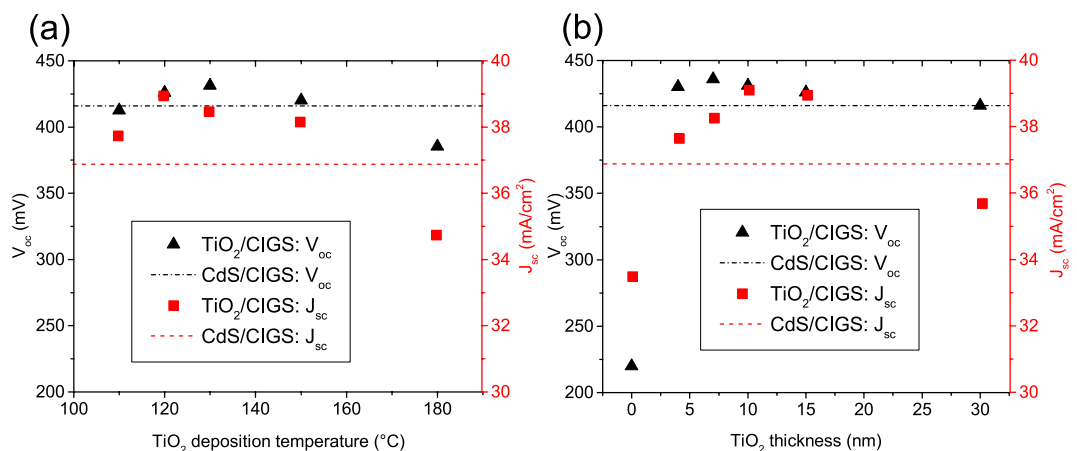 (a)
450
400
350
300
250
200
V_oc (mV)
40
38
36
34
32
30
J_sc (mA/cm²)
TiO₂/CIGS: V_oc
CdS/CIGS: V_oc
TiO₂/CIGS: J_sc
CdS/CIGS: J_sc
100 120 140 160 180
TiO₂ deposition temperature (°C)
(b)
450
400
350
300
250
200
V_oc (mV)
40
38
36
34
32
30
J_sc (mA/cm²)
TiO₂/CIGS: V_oc
CdS/CIGS: V_oc
TiO₂/CIGS: J_sc
CdS/CIGS: J_sc
0 5 10 15 20 25 30
TiO₂ thickness (nm)